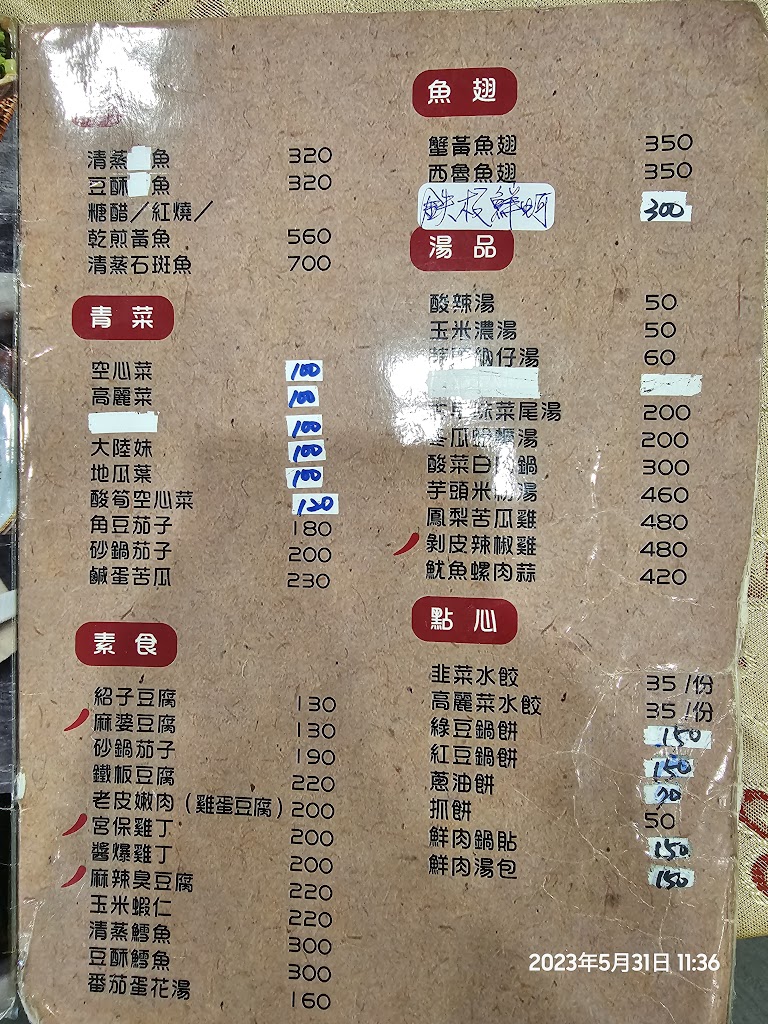 清蒸 魚 320
豆酥 魚 320
糖醋／紅燒／
乾煎黃魚 560
清蒸石斑魚 700
青菜
空心菜 100
高麗菜 100
100
大陸妹 100
地瓜葉 100
酸筍空心菜 120
角豆茄子 180
砂鍋茄子 200
鹹蛋苦瓜 230
素食
紹子豆腐 130
麻婆豆腐 130
砂鍋茄子 190
鐵板豆腐 220
老皮嫩肉（雞蛋豆腐） 200
宮保雞丁 200
醬爆雞丁 200
麻辣臭豆腐 220
玉米蝦仁 220
清蒸鱈魚 300
豆酥鱈魚 300
番茄蛋花湯 160
魚翅
蟹黃魚翅 350
西魯魚翅 350
鉄板鮮蚵 300
湯品
酸辣湯 50
玉米濃湯 50
仔湯 60
菜尾湯 200
瓜 湯 200
酸菜白肉鍋 300
芋頭米粉湯 460
鳳梨苦瓜雞 480
剝皮辣椒雞 480
魷魚螺肉蒜 420
點心
韭菜水餃 35 /份
高麗菜水餃 35 /份
綠豆鍋餅 150
紅豆鍋餅 150
蔥油餅 70
抓餅 50
鮮肉鍋貼 150
鮮肉湯包 150
2023年5月31日 11:36